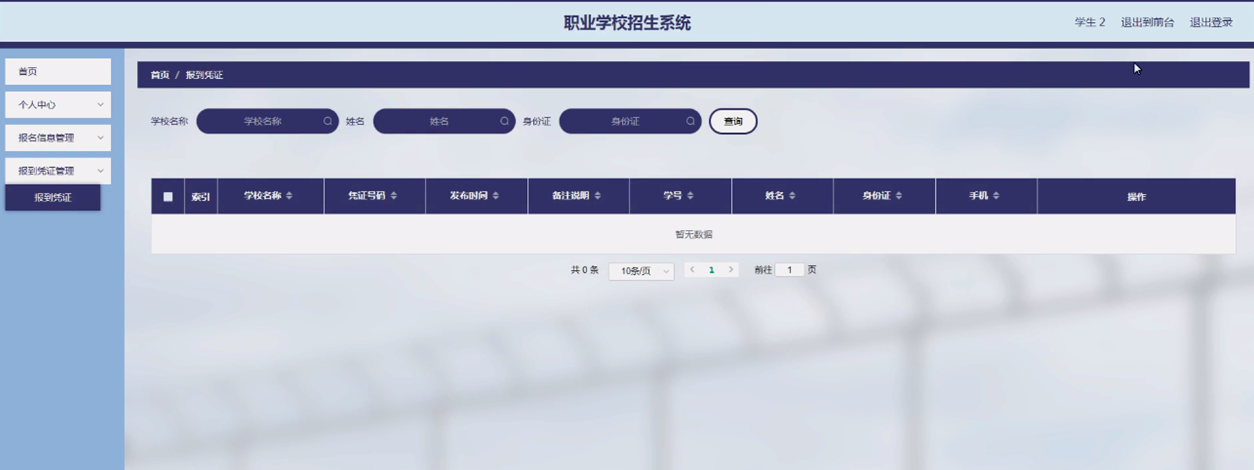 职业学校招生系统
学生 2 退出到前台 退出登录
首页
个人中心
报名信息管理
报到凭证管理
报到凭证
首页 / 报到凭证
学校名称 学校名称 姓名 姓名 身份证 身份证 查询
索引 学校名称 凭证号码 发布时间 备注说明 学号 姓名 身份证 手机 操作
暂无数据
共 0 条 10条/页 1 前往 1 页